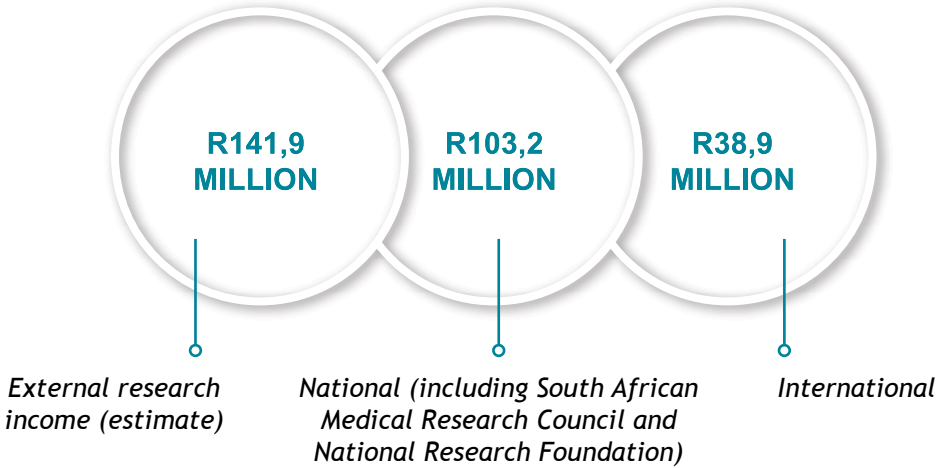 R141,9
MILLION
R103,2
MILLION
R38,9
MILLION
External research
income (estimate)
National (including South African
Medical Research Council and
National Research Foundation)
International